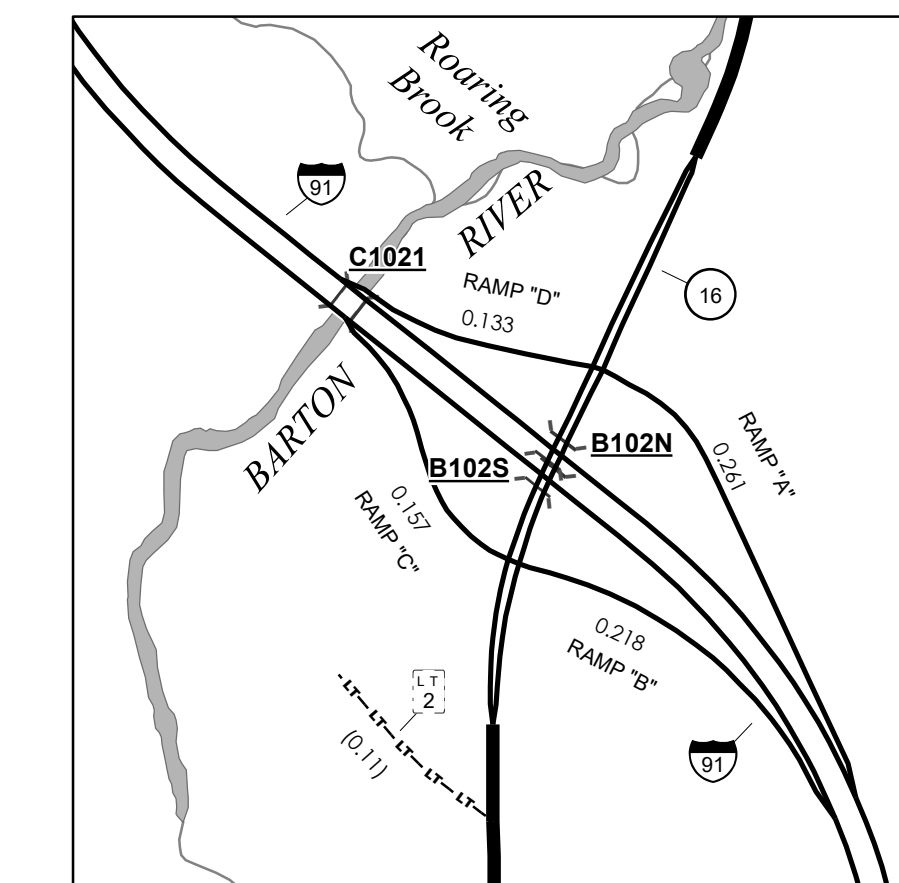 Roaring
Brook
91
RIVER
C1021
RAMP "D"
0.133
16
BARTON
B102N
B102S
RAMP "A"
0.261
0.157
RAMP "C"
0.218
RAMP "B"
L T
2
LT LT LT LT LT
(0.11)
91